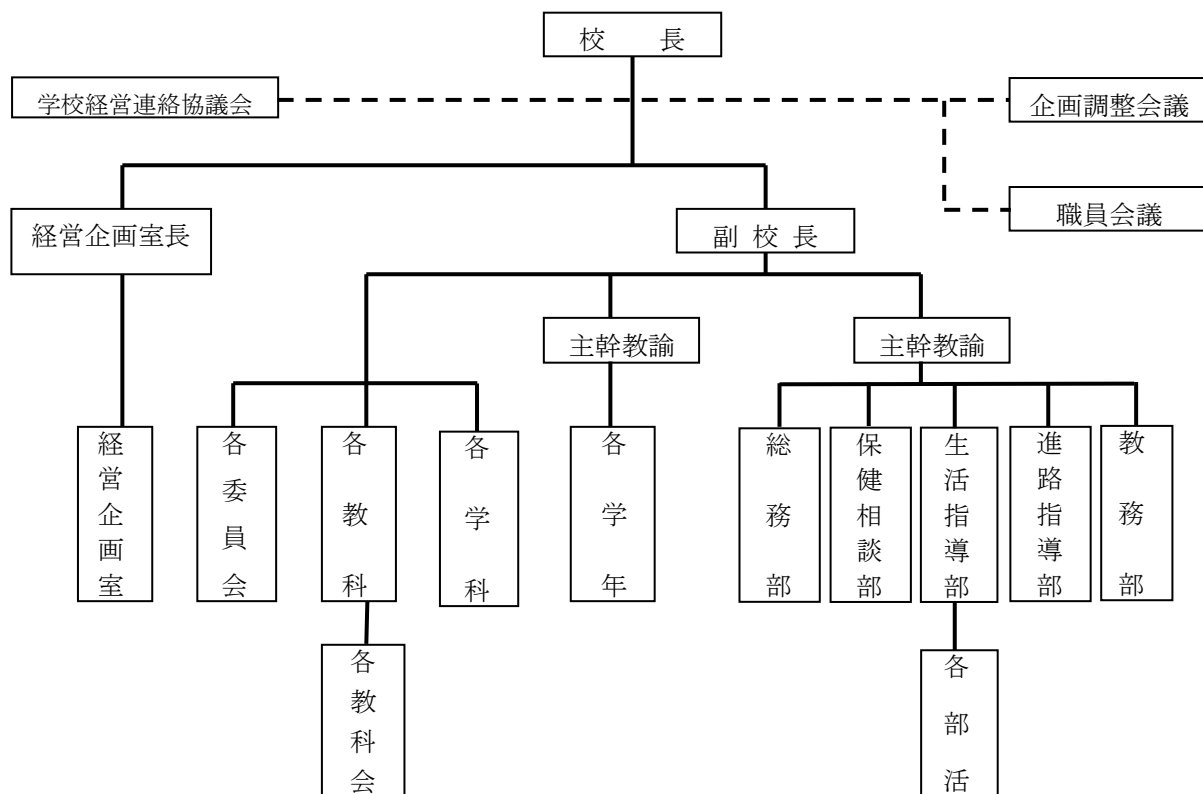 校　　長
学校経営連絡協議会
企画調整会議
職員会議
経営企画室長
副 校 長
主幹教諭
主幹教諭
経営企画室
各委員会
各教科
各学科
各学年
総務部
保健相談部
生活指導部
進路指導部
教務部
各教科会
各部活